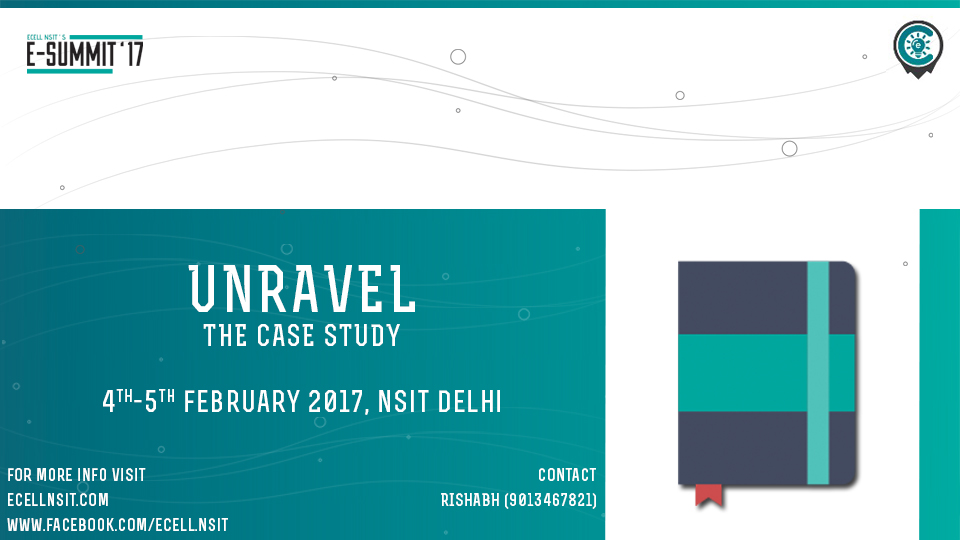 ECELL NSIT'S
E-SUMMIT '17
e
UNRAVEL
THE CASE STUDY
4TH-5TH FEBRUARY 2017, NSIT DELHI
FOR MORE INFO VISIT
ECELLNSIT.COM
WWW.FACEBOOK.COM/ECELL.NSIT
CONTACT
RISHABH (9013467821)